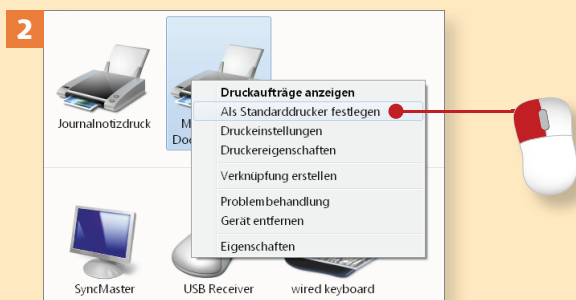 2
Journalnotizdruck
M
Doc
Druckaufträge anzeigen
Als Standarddrucker festlegen
Druckeinstellungen
Druckereigenschaften
Verknüpfung erstellen
Problembehandlung
Gerät entfernen
Eigenschaften
SyncMaster
USB Receiver
wired keyboard